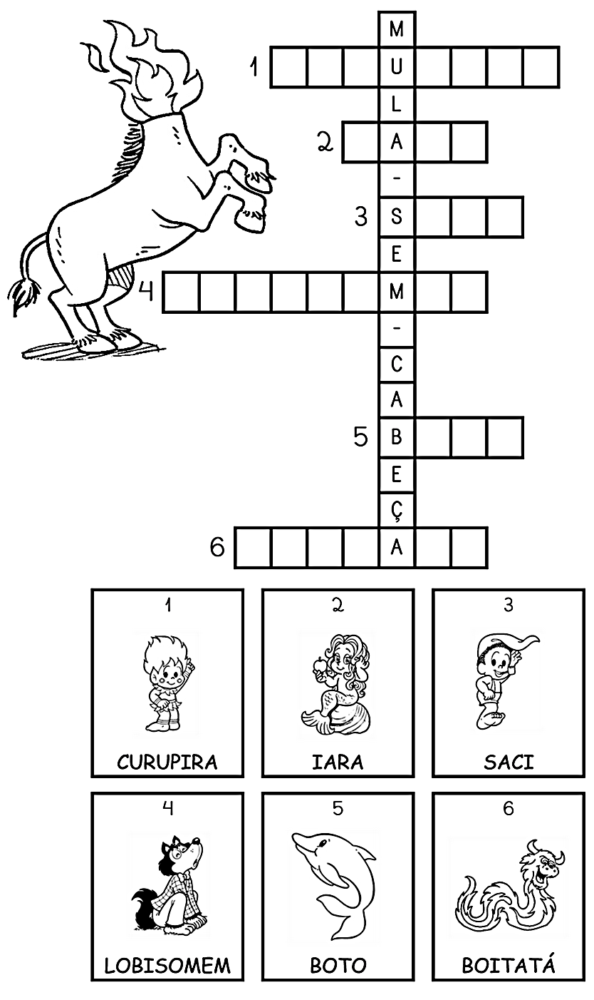 M
1 U
L
2 A
-
3 S
E
4 M
-
C
A
5 B
E
Ç
6 A
1 2 3
CURUPIRA IARA SACI
4 5 6
LOBISOMEM BOTO BOITATÁ